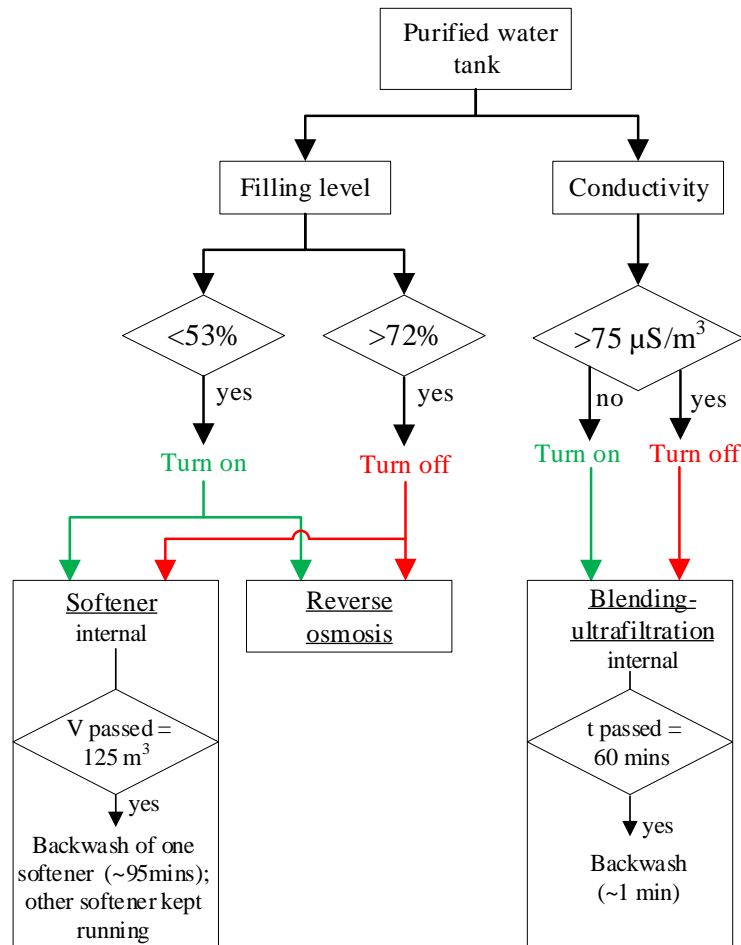 Purified water
tank
Filling level
Conductivity
<53%
>72%
>75 μS/m³
yes
yes
no
yes
Turn on
Turn off
Turn on
Turn off
Softener
internal
Reverse
osmosis
Blending-
ultrafiltration
internal
V passed =
125 m³
t passed =
60 mins
yes
yes
Backwash of one
softener (~95mins);
other softener kept
running
Backwash
(~1 min)